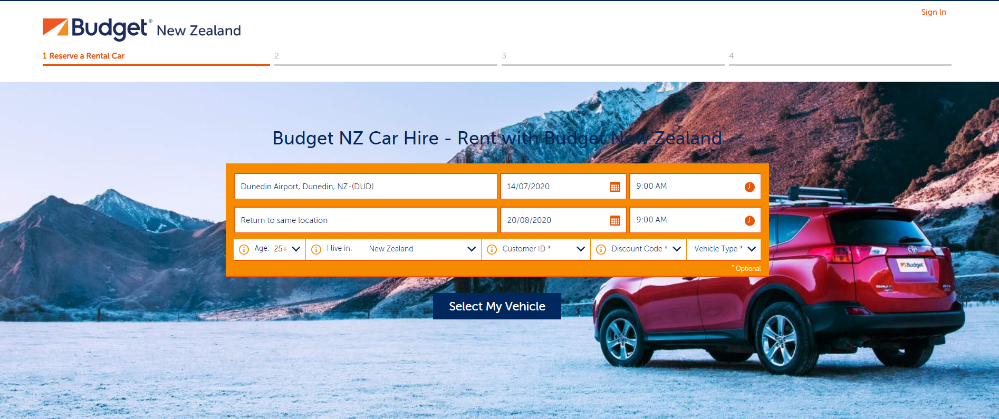 Sign In
Budget® New Zealand
1 Reserve a Rental Car
2
3
4
Budget NZ Car Hire - Rent with Budget New Zealand
Dunedin Airport, Dunedin, NZ-(DUD)
14/07/2020
9:00 AM
Return to same location
20/08/2020
9:00 AM
Age: 25+
I live in: New Zealand
Customer ID *
Discount Code *
Vehicle Type *
* Optional
Budget
Select My Vehicle